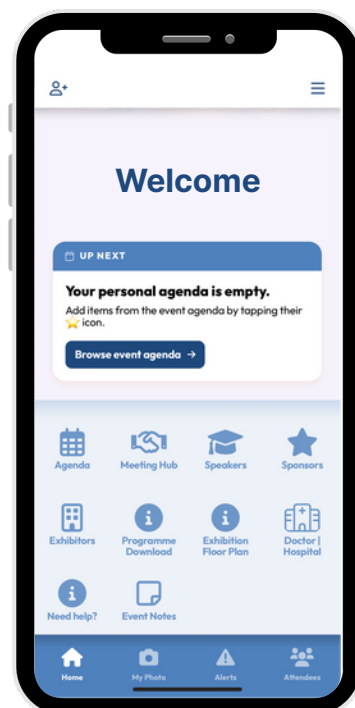 Welcome
UP NEXT
Your personal agenda is empty.
Add items from the event agenda by tapping their
⭐ icon.
Browse event agenda →
Agenda
Meeting Hub
Speakers
Sponsors
Exhibitors
Programme
Download
Exhibition
Floor Plan
Doctor |
Hospital
Need help?
Event Notes
Home
My Photo
Alerts
Attendees